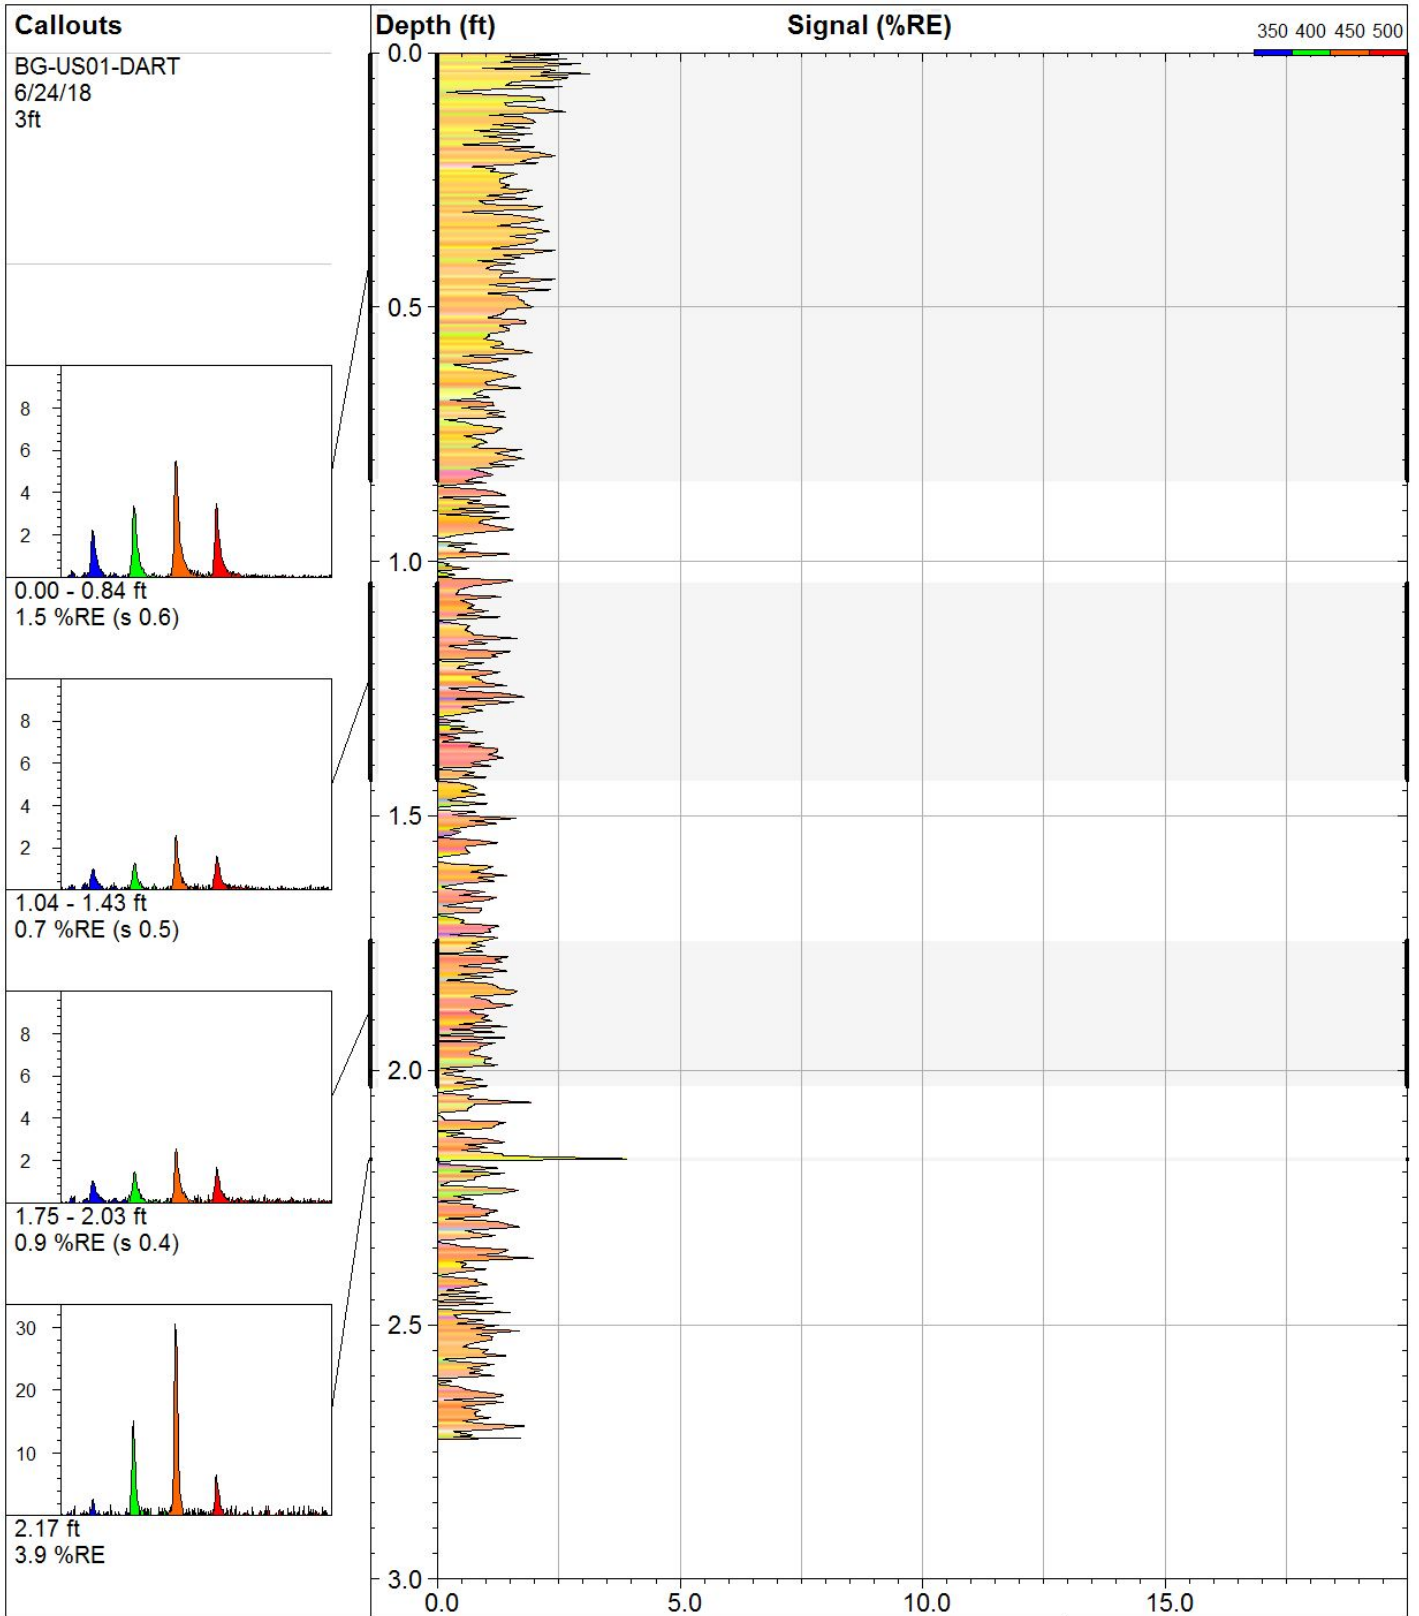 Callouts
BG-US01-DART
6/24/18
3ft
8
6
4
2
0.00 - 0.84 ft
1.5 %RE (s 0.6)
8
6
4
2
1.04 - 1.43 ft
0.7 %RE (s 0.5)
8
6
4
2
1.75 - 2.03 ft
0.9 %RE (s 0.4)
30
20
10
2.17 ft
3.9 %RE
Depth (ft)
Signal (%RE)
350 400 450 500
0.0
0.5
1.0
1.5
2.0
2.5
3.0
0.0 5.0 10.0 15.0